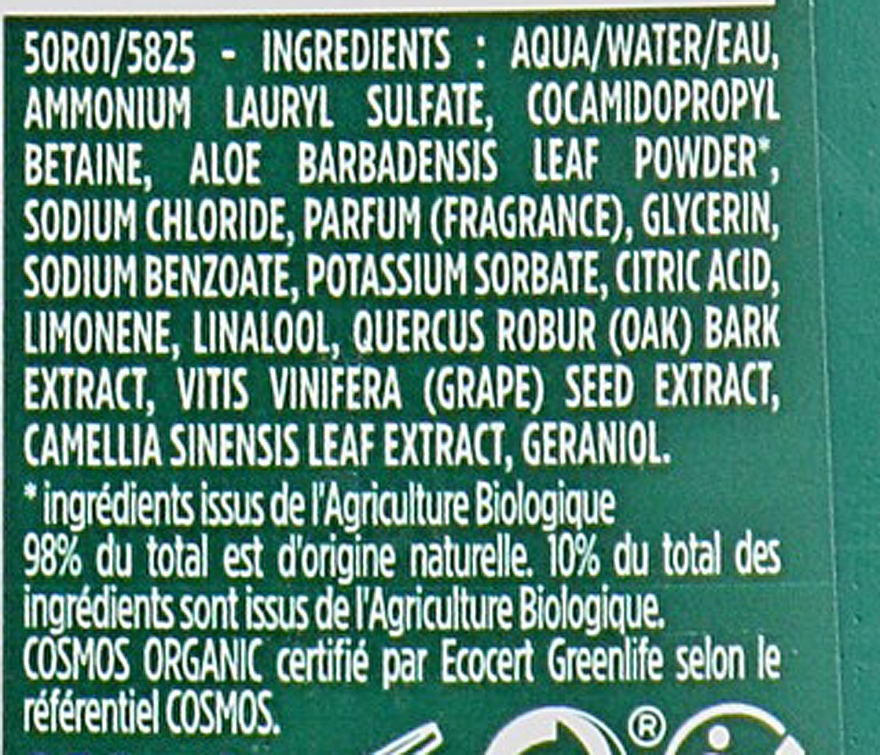 50R01/5825 - INGREDIENTS : AQUA/WATER/EAU,
AMMONIUM LAURYL SULFATE, COCAMIDOPROPYL
BETAINE, ALOE BARBADENSIS LEAF POWDER*,
SODIUM CHLORIDE, PARFUM (FRAGRANCE), GLYCERIN,
SODIUM BENZOATE, POTASSIUM SORBATE, CITRIC ACID,
LIMONENE, LINALOOL, QUERCUS ROBUR (OAK) BARK
EXTRACT, VITIS VINIFERA (GRAPE) SEED EXTRACT,
CAMELLIA SINENSIS LEAF EXTRACT, GERANIOL.
* ingrédients issus de l'Agriculture Biologique
98% du total est d'origine naturelle. 10% du total des
ingrédients sont issus de l'Agriculture Biologique.
COSMOS ORGANIC certifié par Ecocert Greenlife selon le
référentiel COSMOS.
®